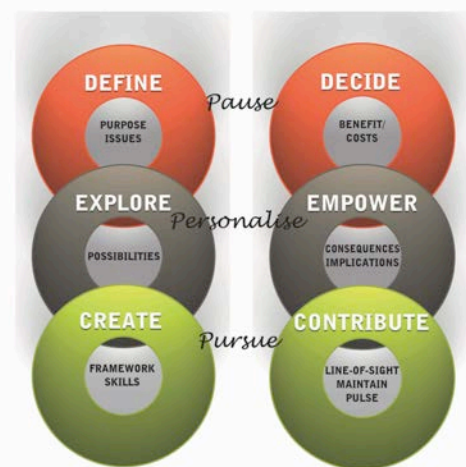 DEFINE
PURPOSE
ISSUES
Pause
DECIDE
BENEFIT/
COSTS
EXPLORE
POSSIBILITIES
Personalise
EMPOWER
CONSEQUENCES
IMPLICATIONS
CREATE
FRAMEWORK
SKILLS
Pursue
CONTRIBUTE
LINE-OF-SIGHT
MAINTAIN
PULSE